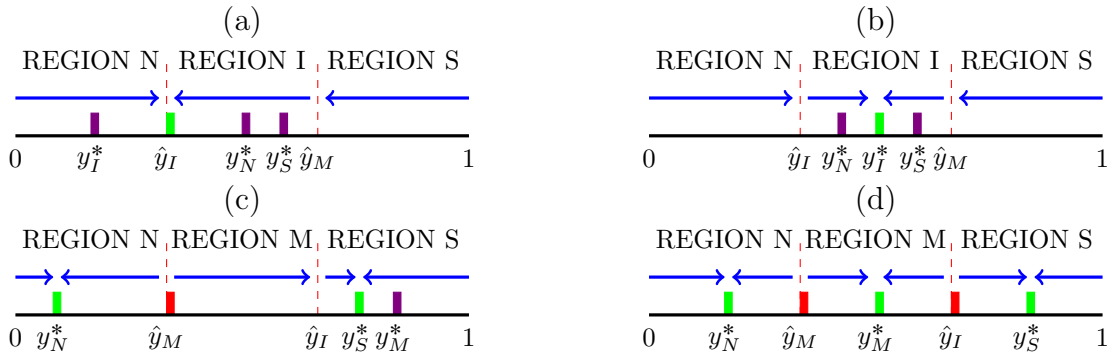 (a)
REGION N REGION I REGION S
0 y*_I ŷ_I y*_N y*_S ŷ_M 1
(b)
REGION N REGION I REGION S
0 ŷ_I y*_N y*_I y*_S ŷ_M 1
(c)
REGION N REGION M REGION S
0 y*_N ŷ_M ŷ_I y*_S y*_M 1
(d)
REGION N REGION M REGION S
0 y*_N ŷ_M y*_M ŷ_I y*_S 1